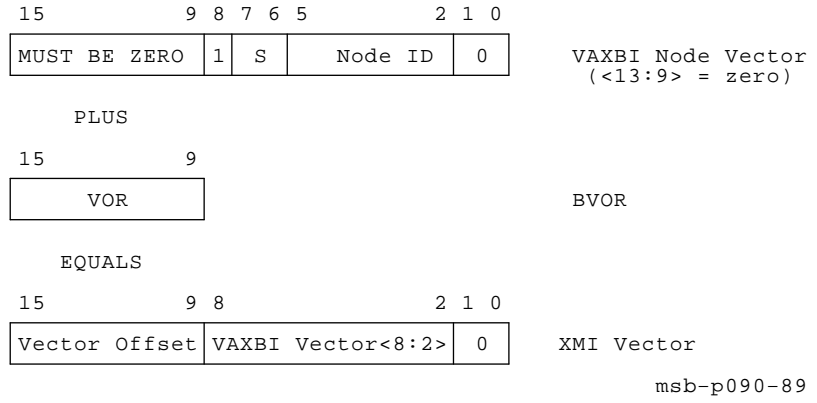 15 9 8 7 6 5 2 1 0
MUST BE ZERO 1 S Node ID 0 VAXBI Node Vector
(<13:9> = zero)
PLUS
15 9
VOR BVOR
EQUALS
15 9 8 2 1 0
Vector Offset VAXBI Vector<8:2> 0 XMI Vector
msb-p090-89